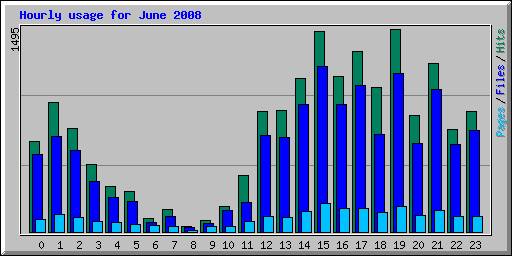 Hourly usage for June 2008
1495
Pages/Files/Hits
0 1 2 3 4 5 6 7 8 9 10 11 12 13 14 15 16 17 18 19 20 21 22 23